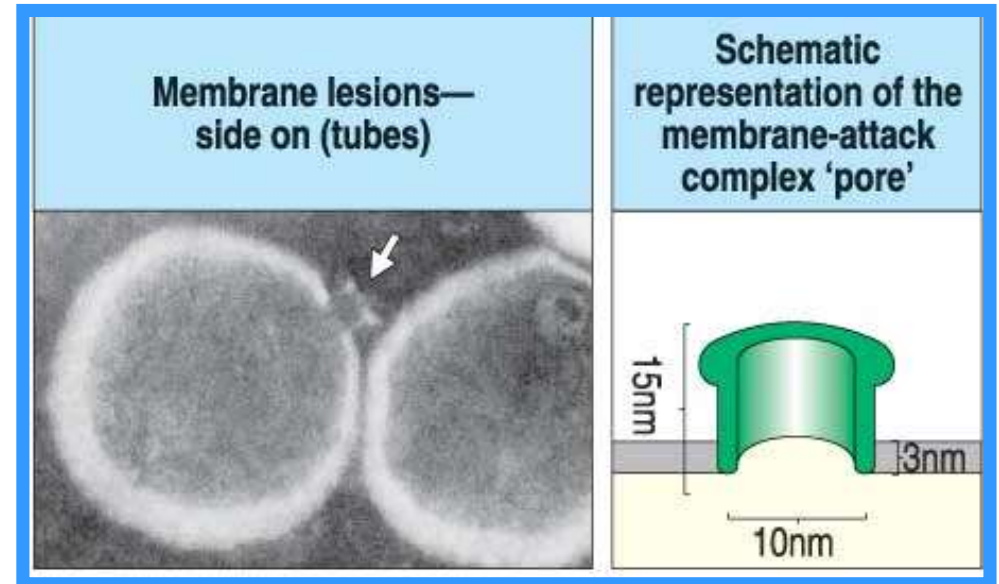 Membrane lesions—
side on (tubes)
Schematic
representation of the
membrane-attack
complex ‘pore’
15nm
3nm
10nm